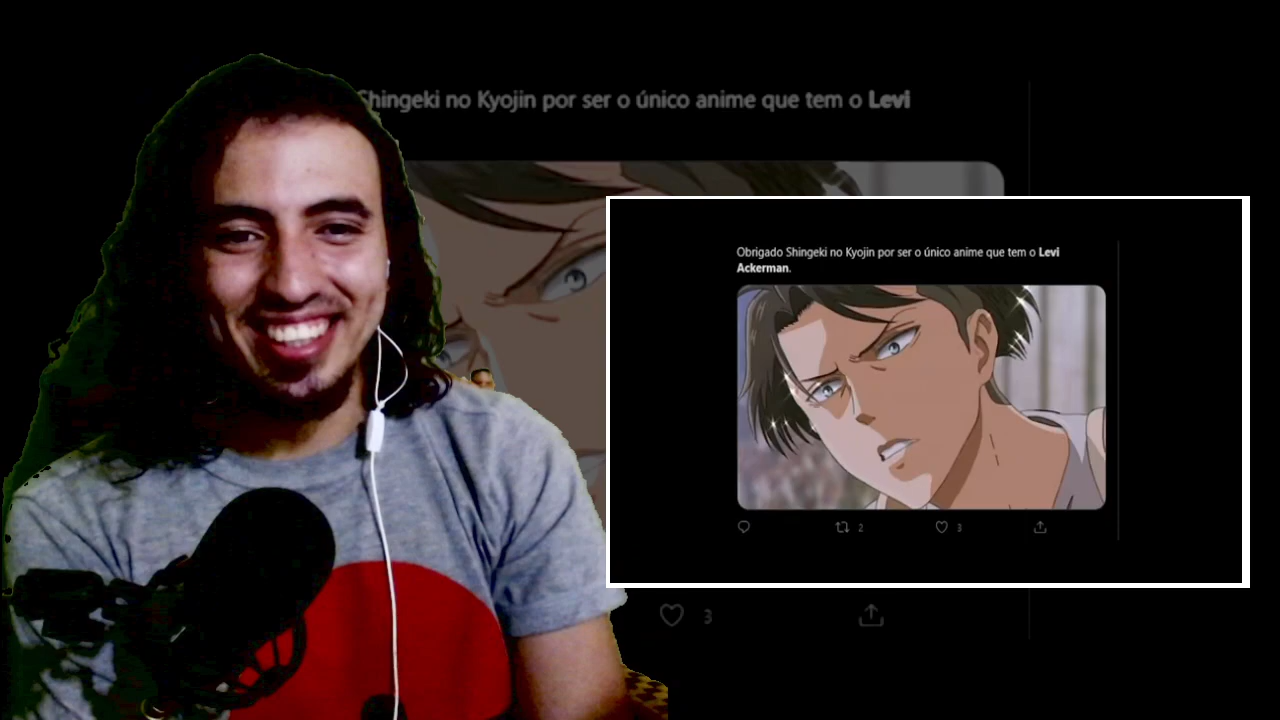 Shingeki no Kyojin por ser o único anime que tem o Levi
Obrigado Shingeki no Kyojin por ser o único anime que tem o Levi
Ackerman.
2
3
3